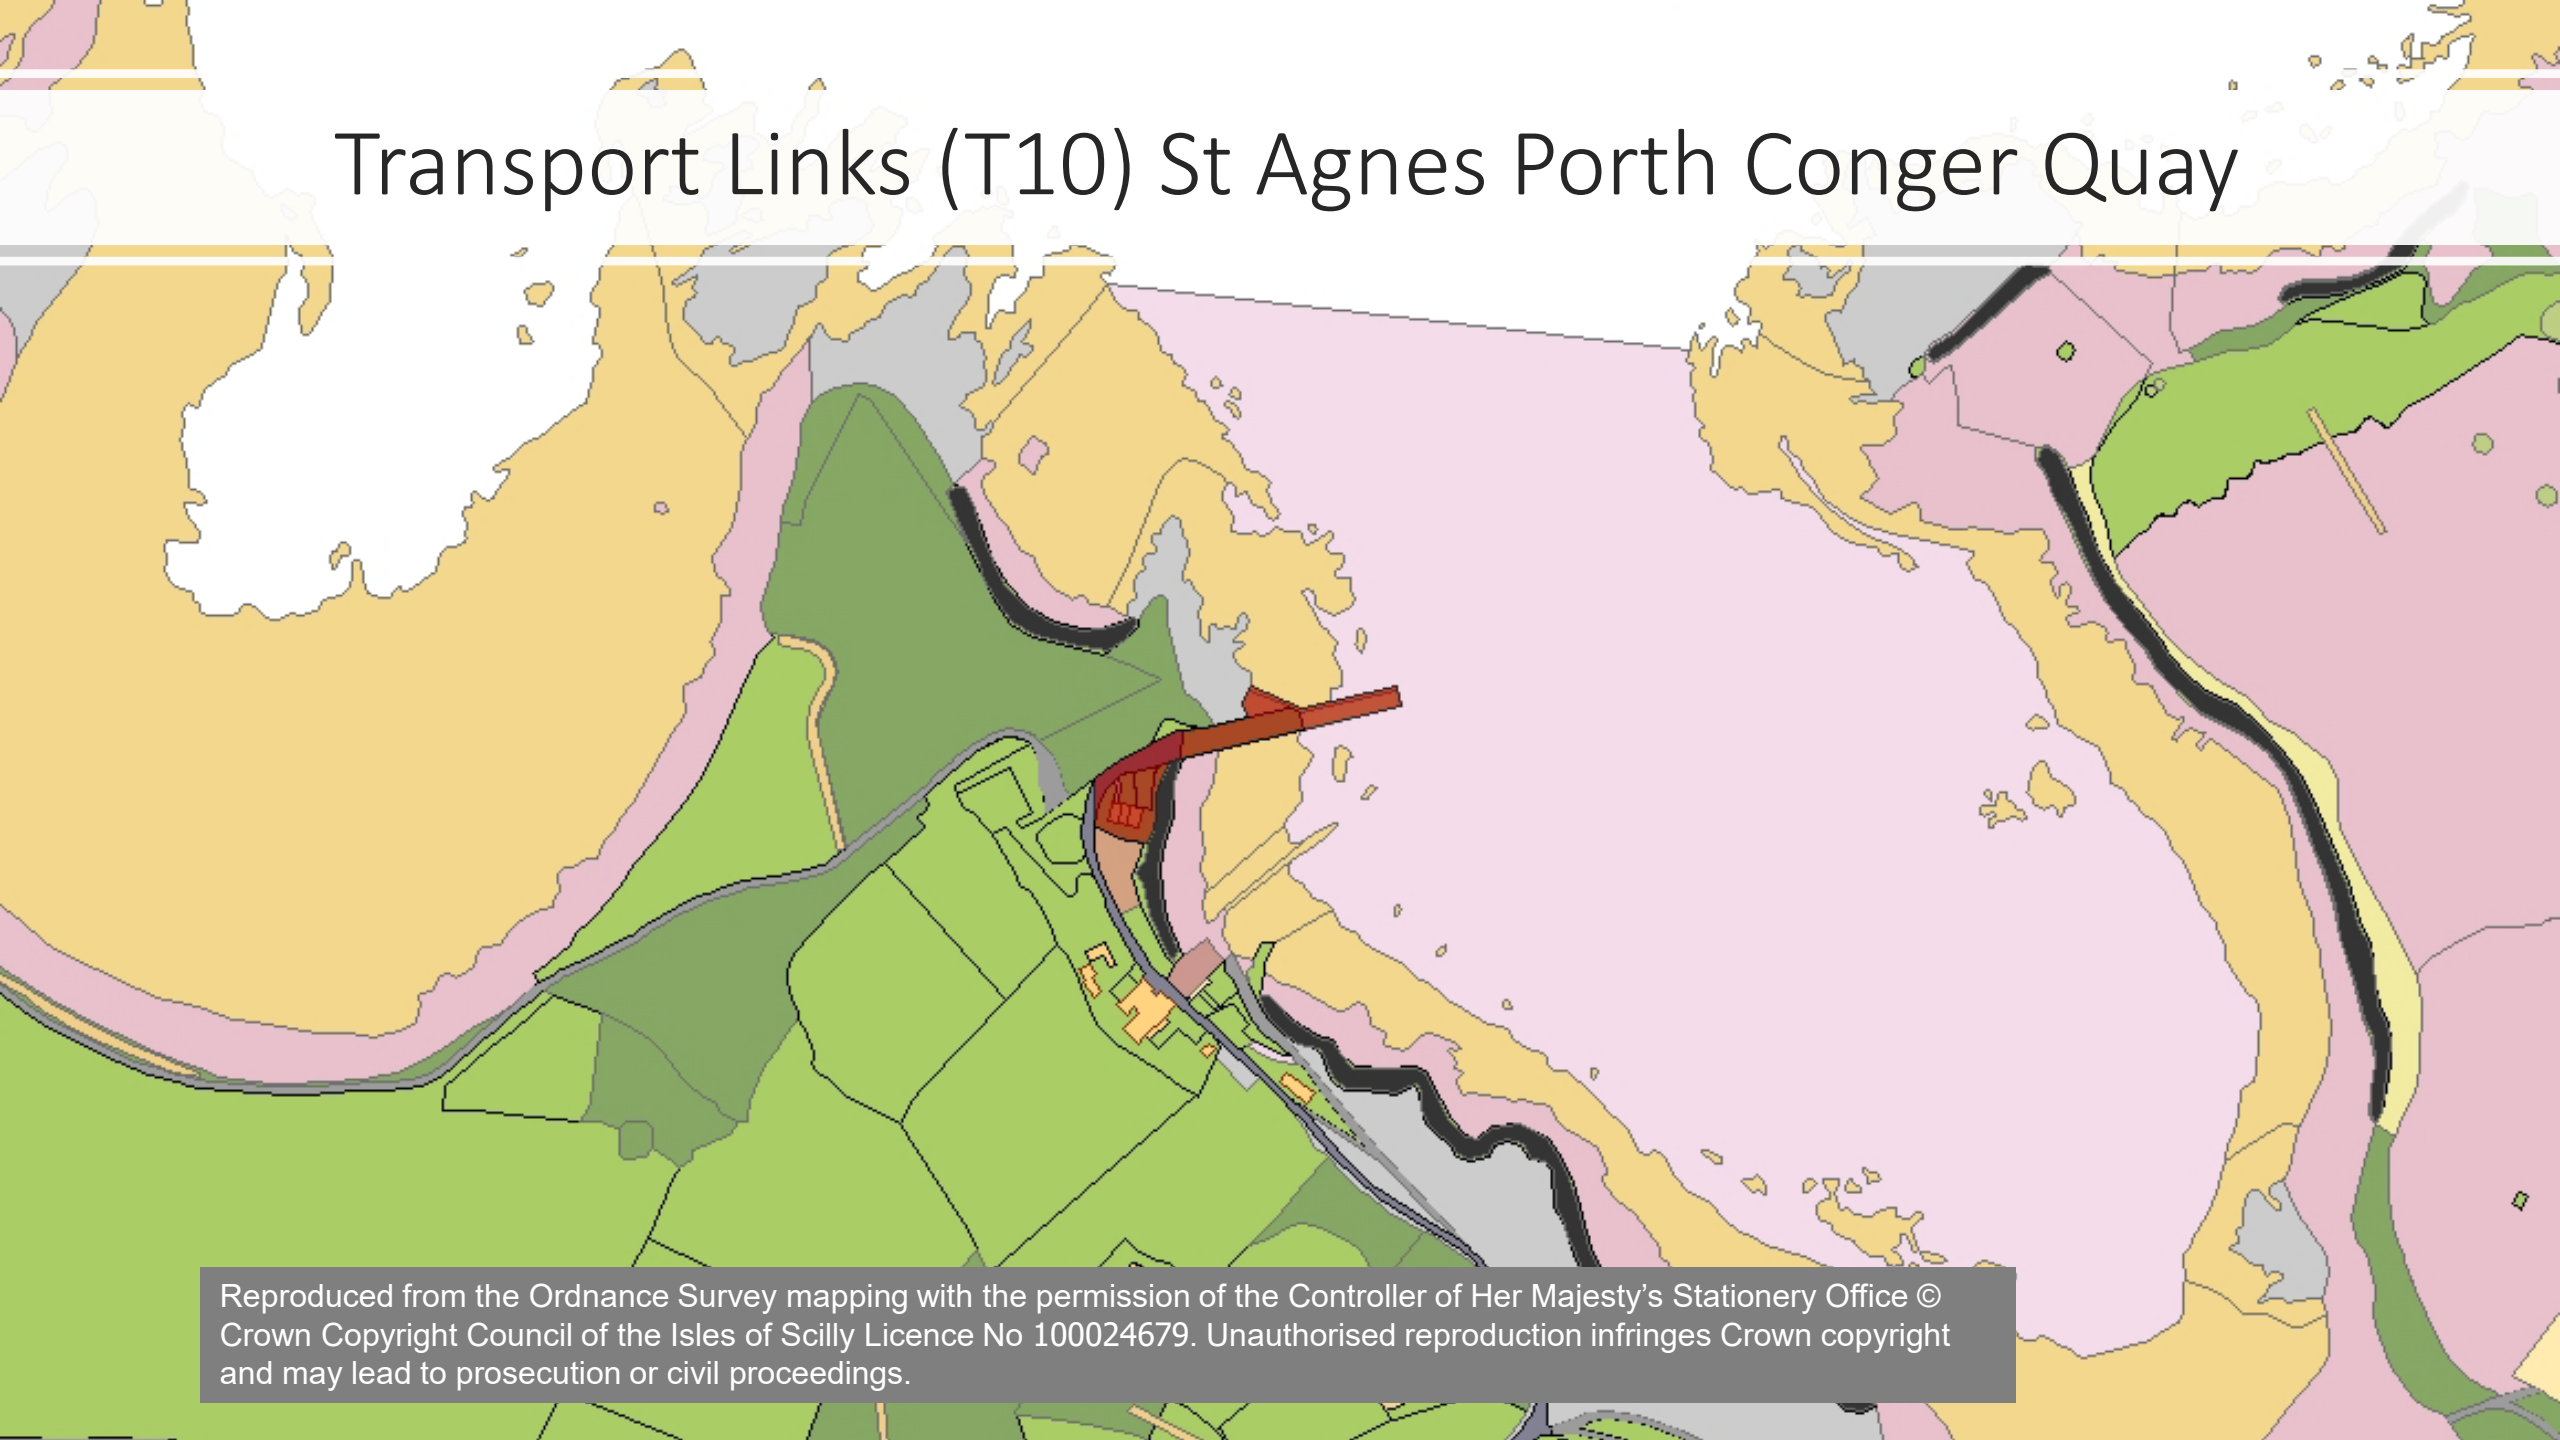 Transport Links (T10) St Agnes Porth Conger Quay
Reproduced from the Ordnance Survey mapping with the permission of the Controller of Her Majesty’s Stationery Office ©
Crown Copyright Council of the Isles of Scilly Licence No 100024679. Unauthorised reproduction infringes Crown copyright
and may lead to prosecution or civil proceedings.